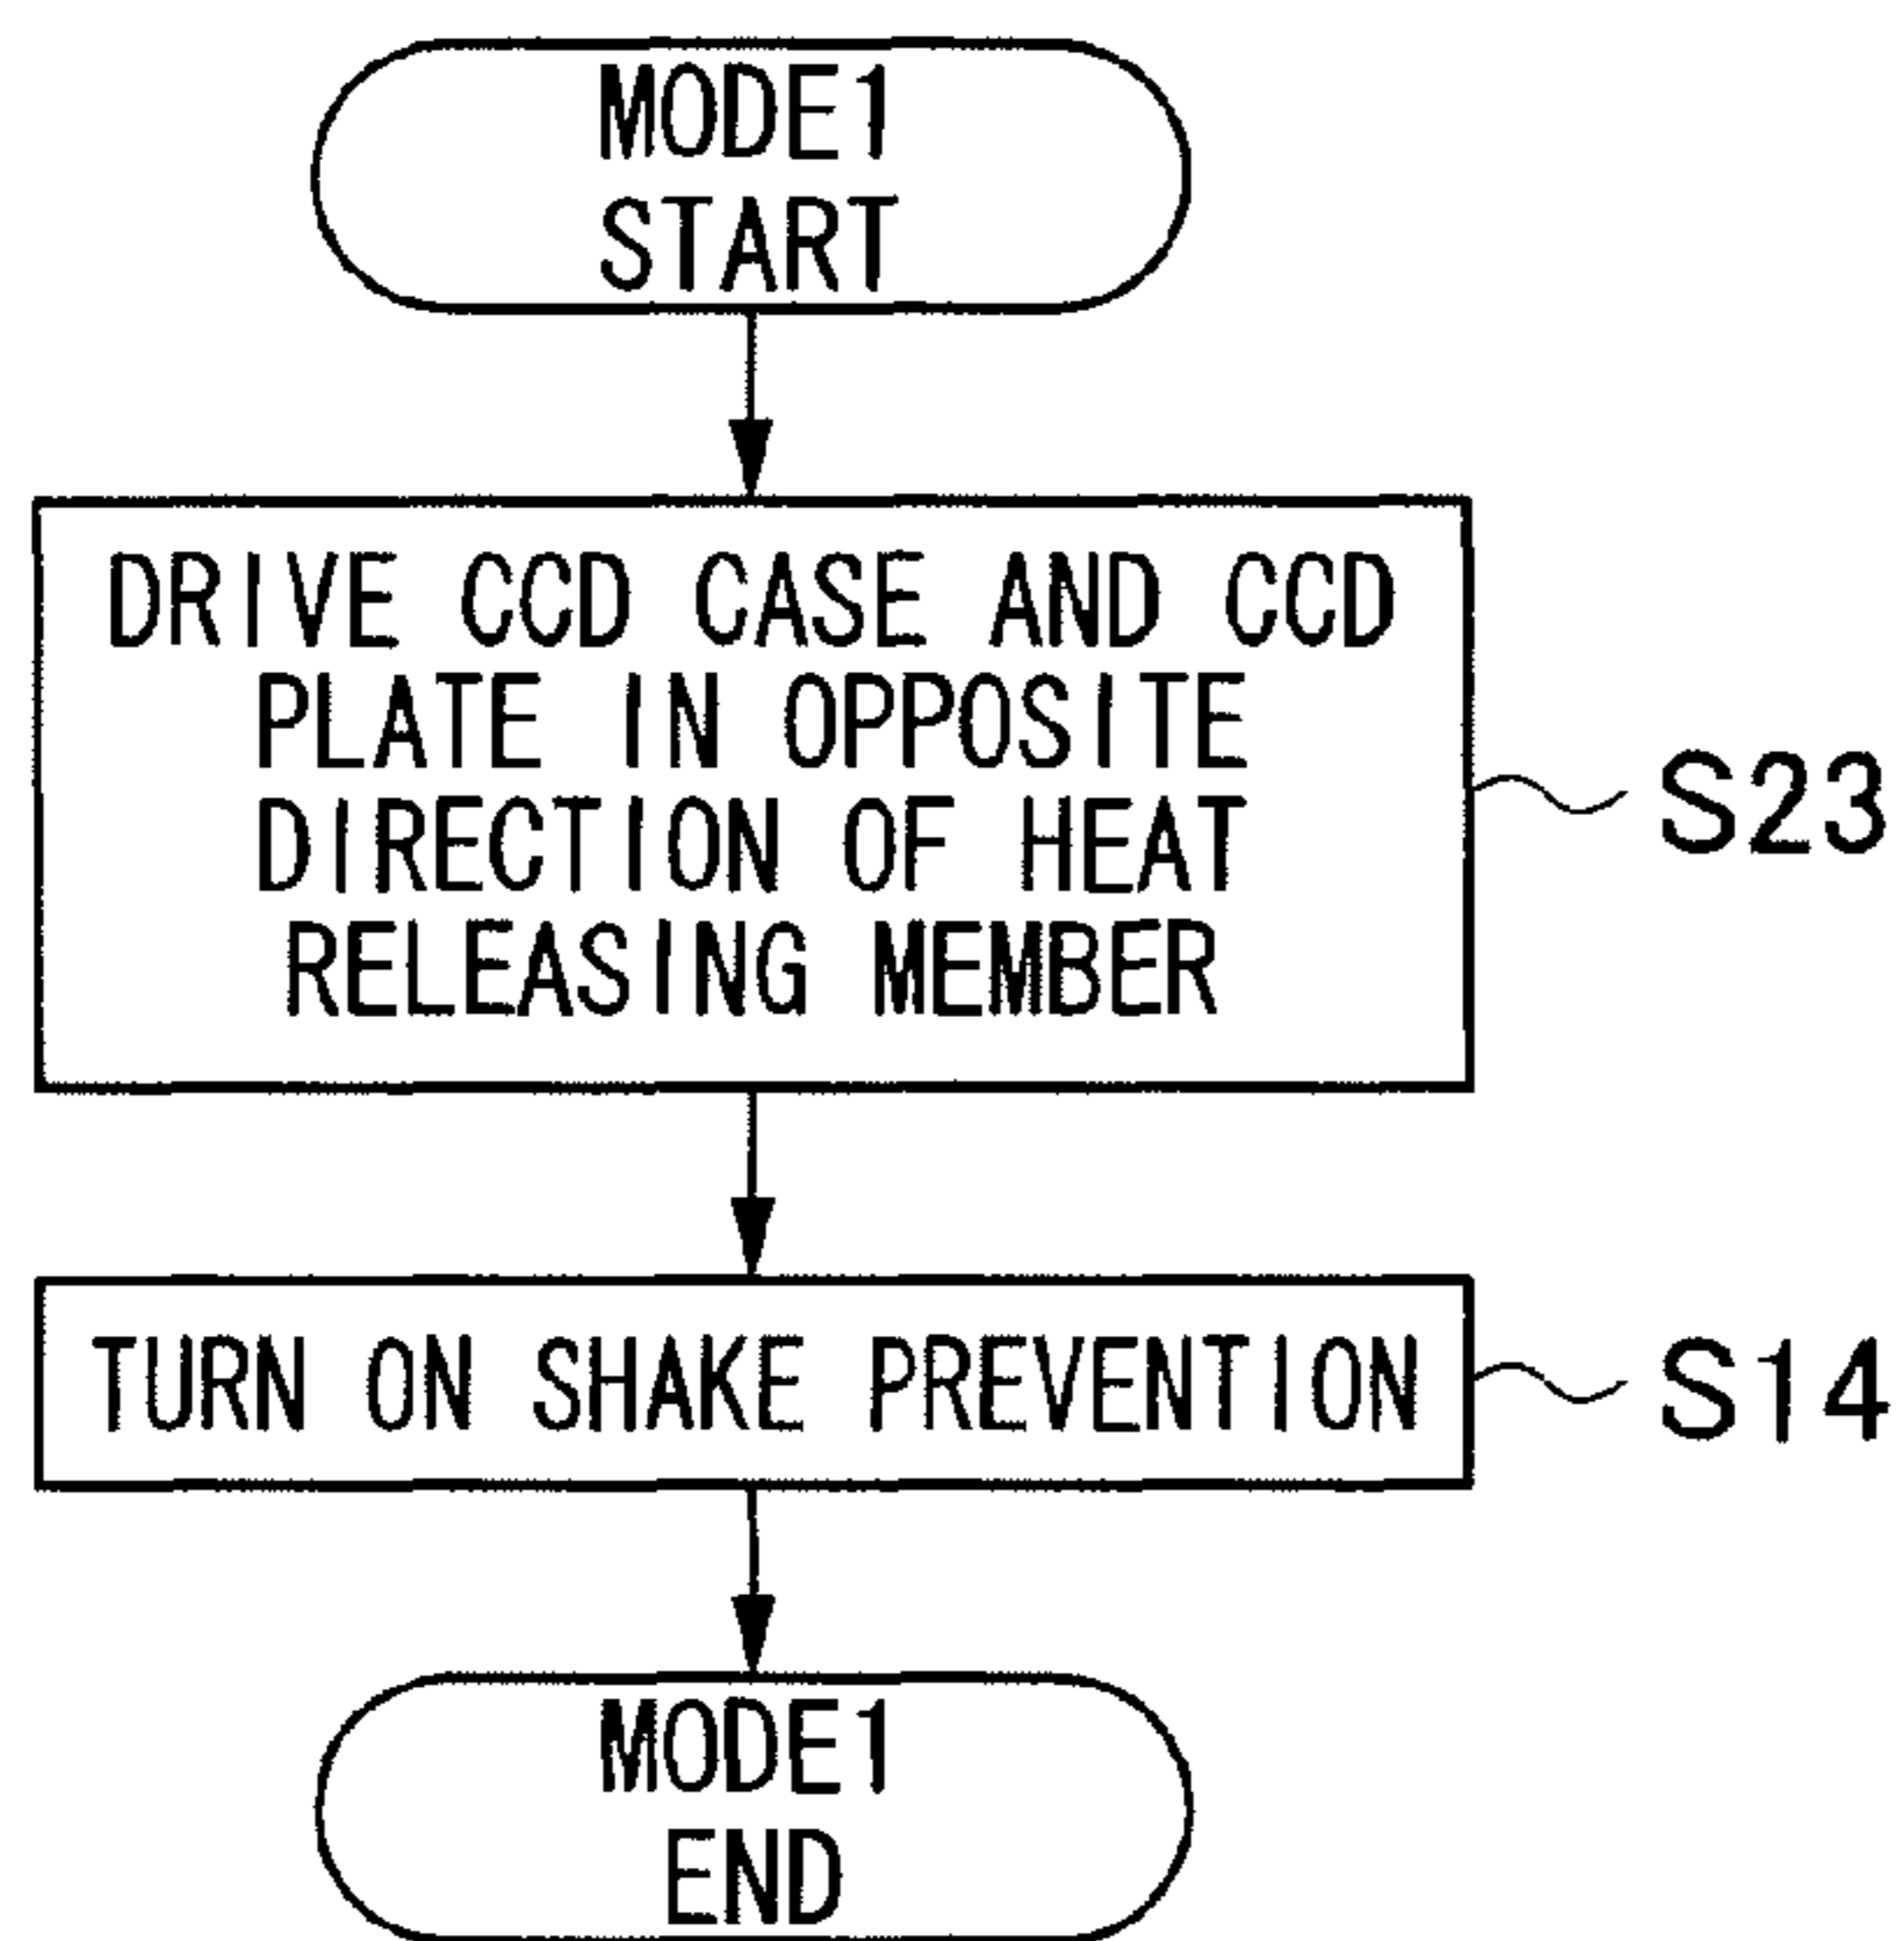 MODE1
START
DRIVE CCD CASE AND CCD
PLATE IN OPPOSITE
DIRECTION OF HEAT
RELEASING MEMBER
S23
TURN ON SHAKE PREVENTION
S14
MODE1
END